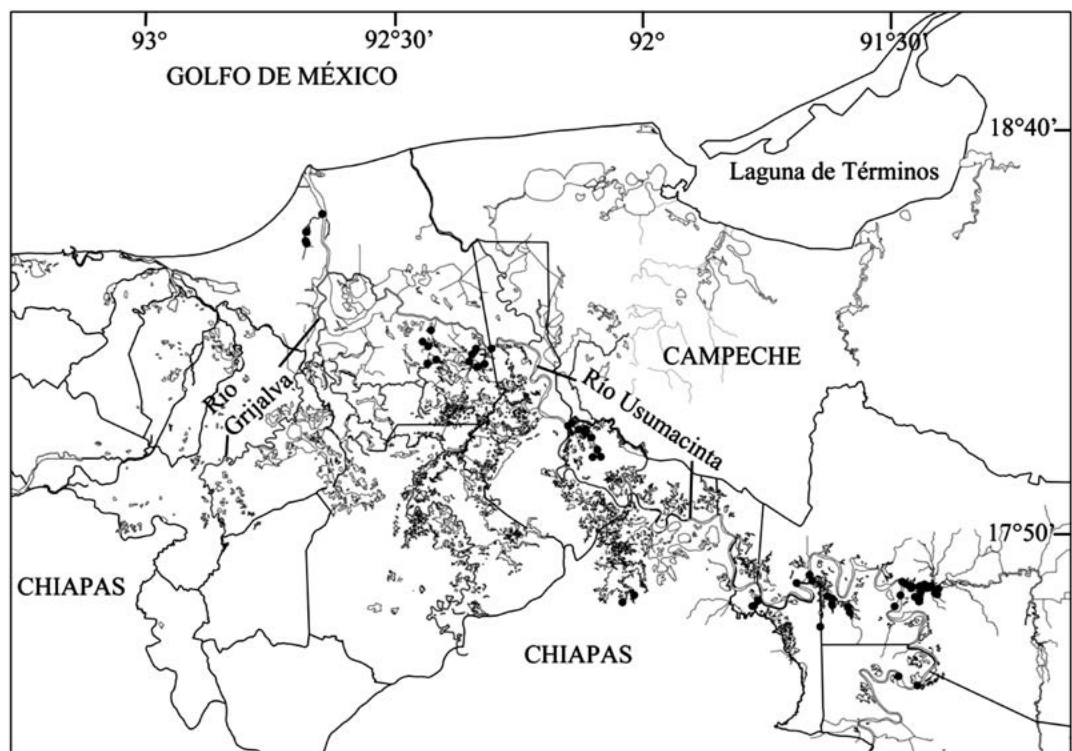 93°
92°30'
92°
91°30'
GOLFO DE MÉXICO
18°40'
Laguna de Términos
CAMPECHE
Río
Grijalva
Río Usumacinta
17°50'
CHIAPAS
CHIAPAS